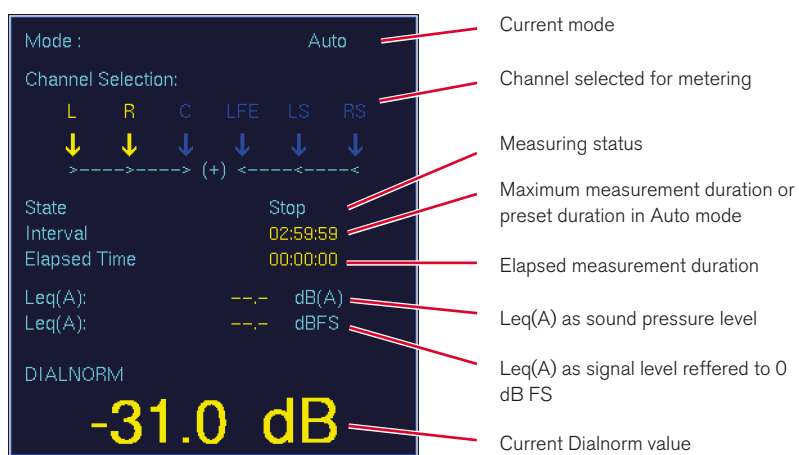 Mode : Auto
Current mode
Channel Selection:
Channel selected for metering
L R C LFE LS RS
>---->----> (+) <----<----<
Measuring status
State Stop
Maximum measurement duration or
preset duration in Auto mode
Interval 02:59:59
Elapsed Time 00:00:00
Elapsed measurement duration
Leq(A): --.- dB(A)
Leq(A) as sound pressure level
Leq(A): --.- dBFS
Leq(A) as signal level reffered to 0
dB FS
DIALNORM
-31.0 dB
Current Dialnorm value